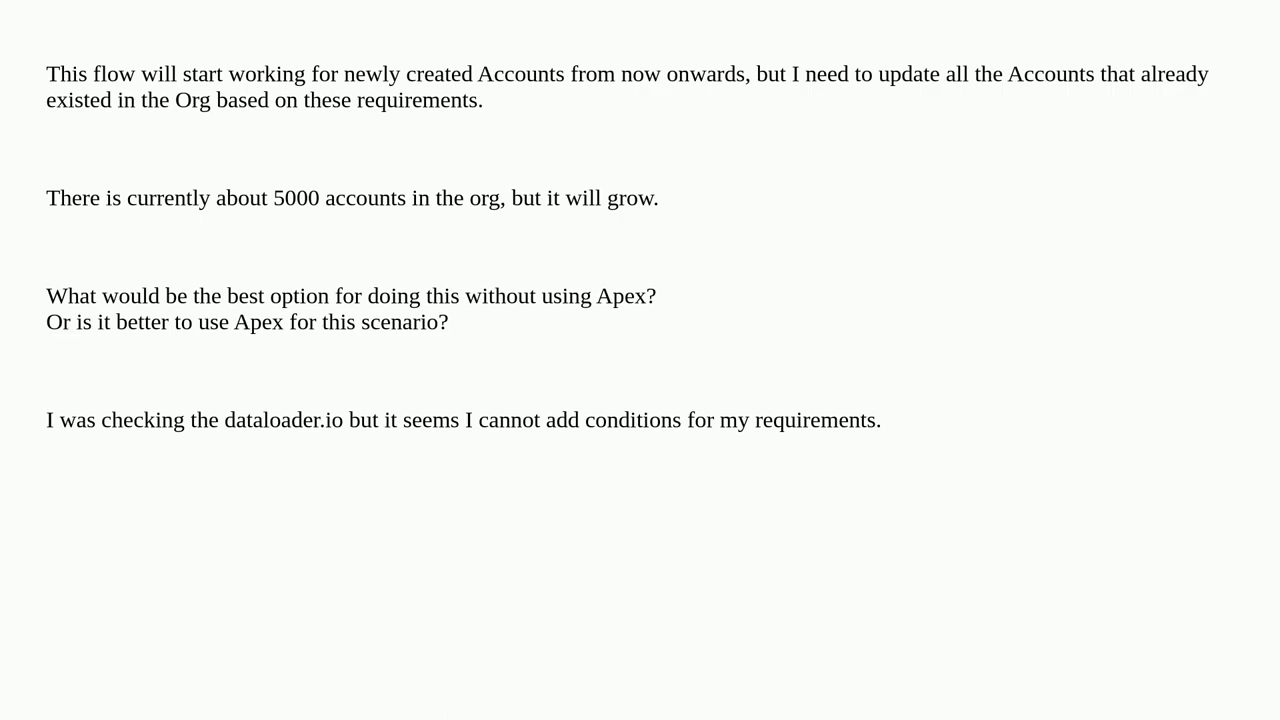 This flow will start working for newly created Accounts from now onwards, but I need to update all the Accounts that already
existed in the Org based on these requirements.
There is currently about 5000 accounts in the org, but it will grow.
What would be the best option for doing this without using Apex?
Or is it better to use Apex for this scenario?
I was checking the dataloader.io but it seems I cannot add conditions for my requirements.